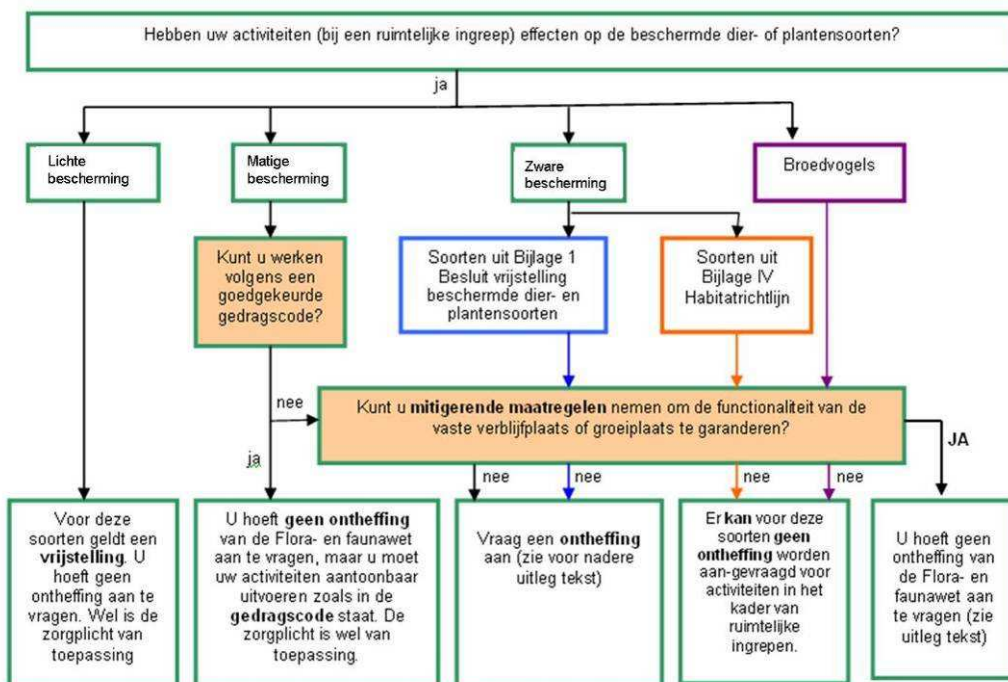 Hebben uw activiteiten (bij een ruimtelijke ingreep) effecten op de beschermde dier- of plantensoorten?
ja
Lichte
bescherming
Matige
bescherming
Zware
bescherming
Broedvogels
Kunt u werken
volgens een
goedgekeurde
gedragscode?
Soorten uit Bijlage 1
Besluit vrijstelling
beschermde dier- en
plantensoorten
Soorten uit
Bijlage IV
Habitatrichtlijn
nee
Kunt u mitigerende maatregelen nemen om de functionaliteit van de
vaste verblijfplaats of groeiplaats te garanderen?
JA
ja
nee
nee
nee
nee
Voor deze
soorten geldt een
vrijstelling. U
hoeft geen
ontheffing aan te
vragen. Wel is de
zorgplicht van
toepassing
U hoeft geen ontheffing
van de Flora- en faunawet
aan te vragen, maar u moet
uw activiteiten aantoonbaar
uitvoeren zoals in de
gedragscode staat. De
zorgplicht is wel van
toepassing.
Vraag een ontheffing
aan (zie voor nadere
uitleg tekst)
Er kan voor deze
soorten geen
ontheffing worden
aan-gevraagd voor
activiteiten in het
kader van
ruimtelijke
ingrepen.
U hoeft geen
ontheffing van
de Flora- en
faunawet aan
te vragen (zie
uitleg tekst)